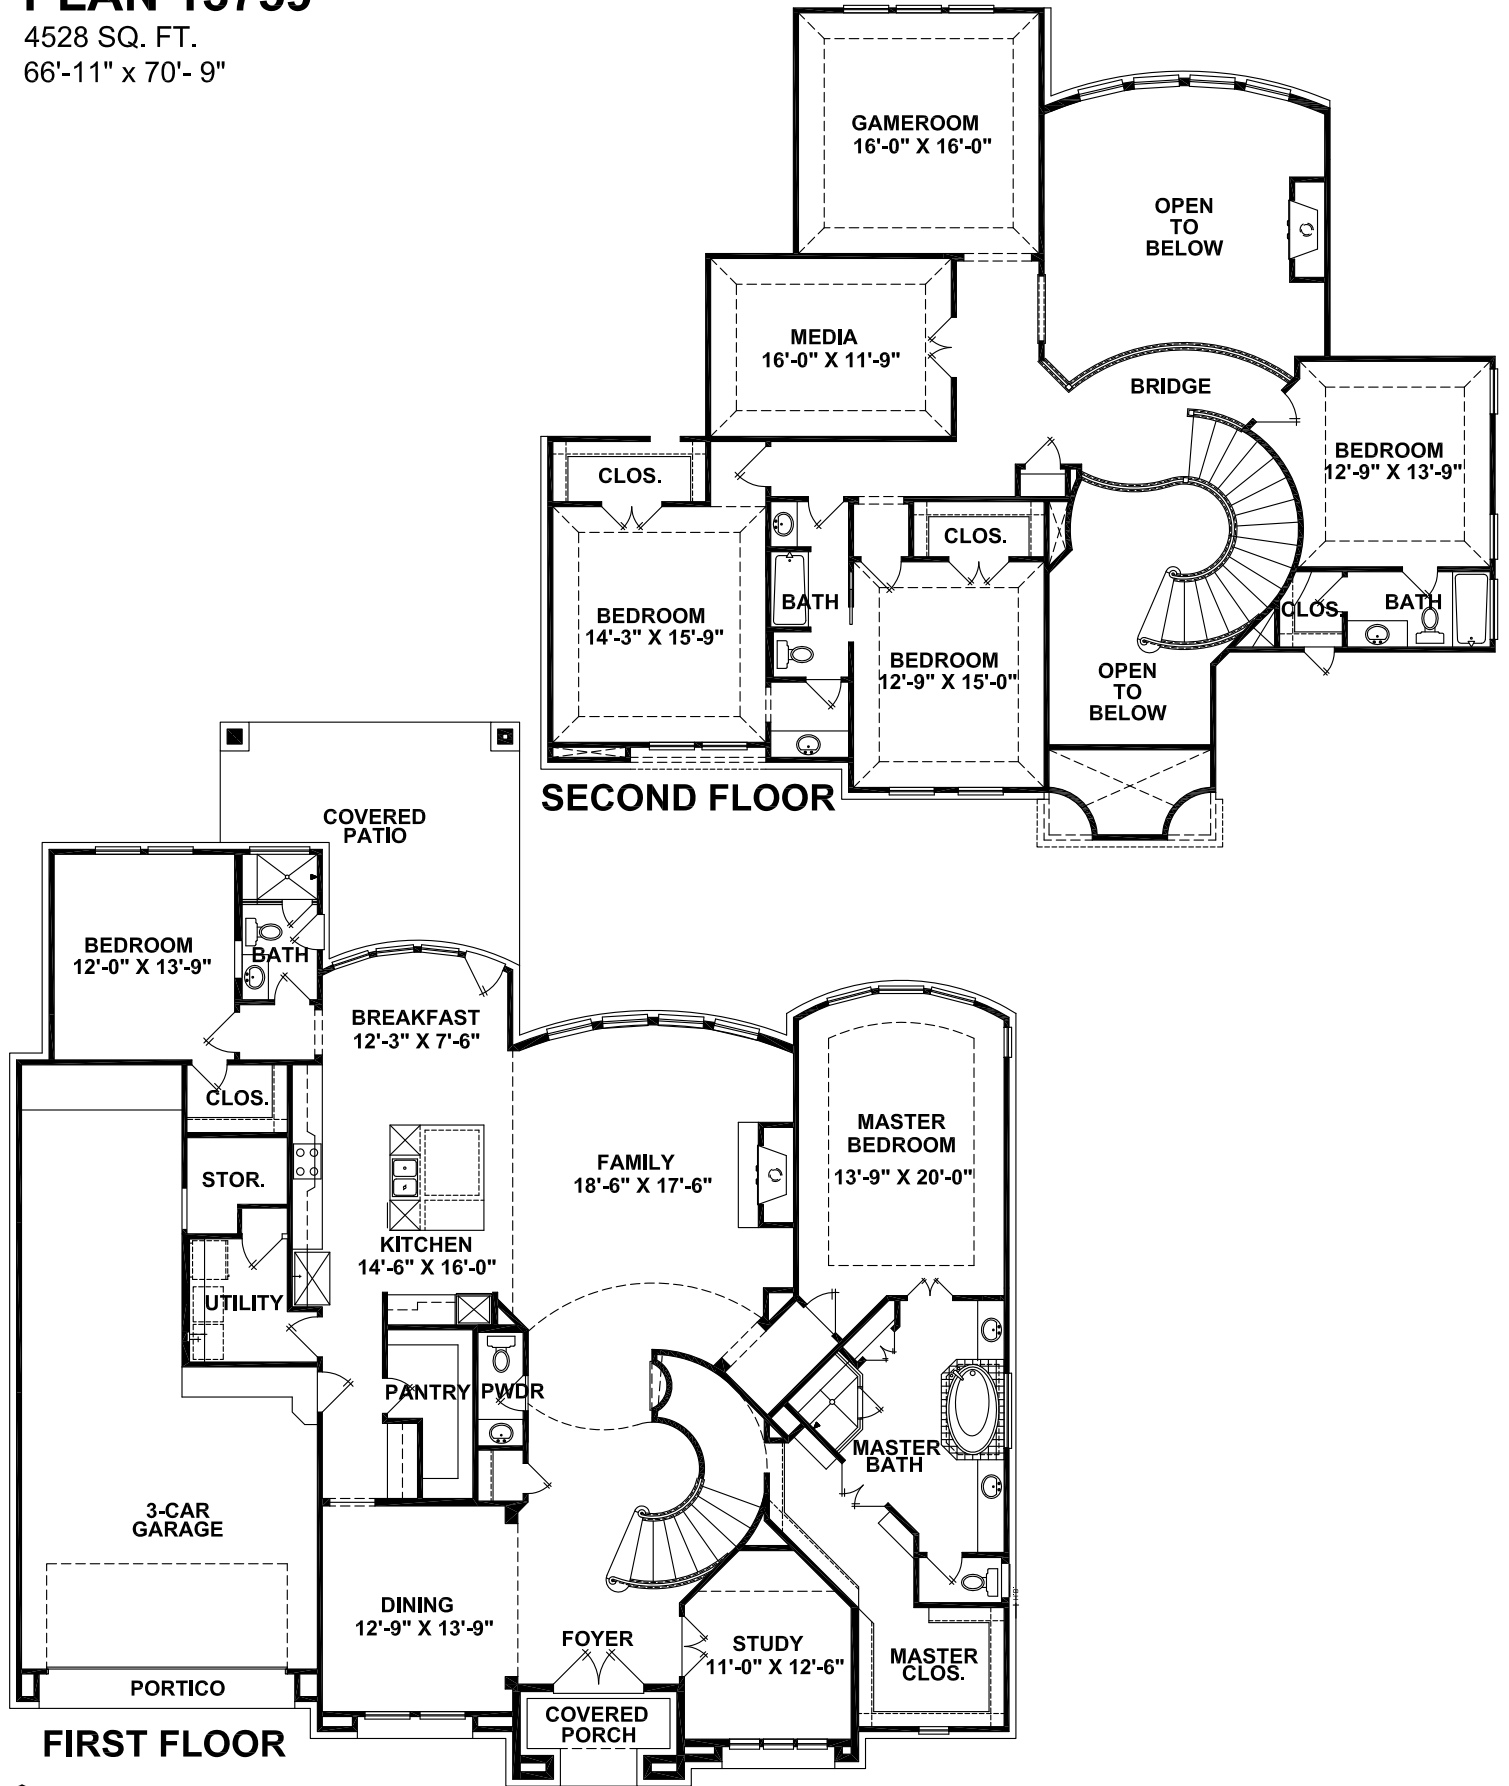 4528 SQ. FT.
66'-11" x 70'- 9"
GAMEROOM
16'-0" X 16'-0"
OPEN
TO
BELOW
MEDIA
16'-0" X 11'-9"
BRIDGE
BEDROOM
12'-9" X 13'-9"
CLOS.
CLOS.
BEDROOM
14'-3" X 15'-9"
BATH
BEDROOM
12'-9" X 15'-0"
CLOS.
BATH
OPEN
TO
BELOW
SECOND FLOOR
COVERED
PATIO
BEDROOM
12'-0" X 13'-9"
BATH
BREAKFAST
12'-3" X 7'-6"
CLOS.
STOR.
FAMILY
18'-6" X 17'-6"
MASTER
BEDROOM
13'-9" X 20'-0"
KITCHEN
14'-6" X 16'-0"
UTILITY
PANTRY
PWDR
MASTER
BATH
3-CAR
GARAGE
DINING
12'-9" X 13'-9"
FOYER
STUDY
11'-0" X 12'-6"
MASTER
CLOS.
PORTICO
COVERED
PORCH
FIRST FLOOR